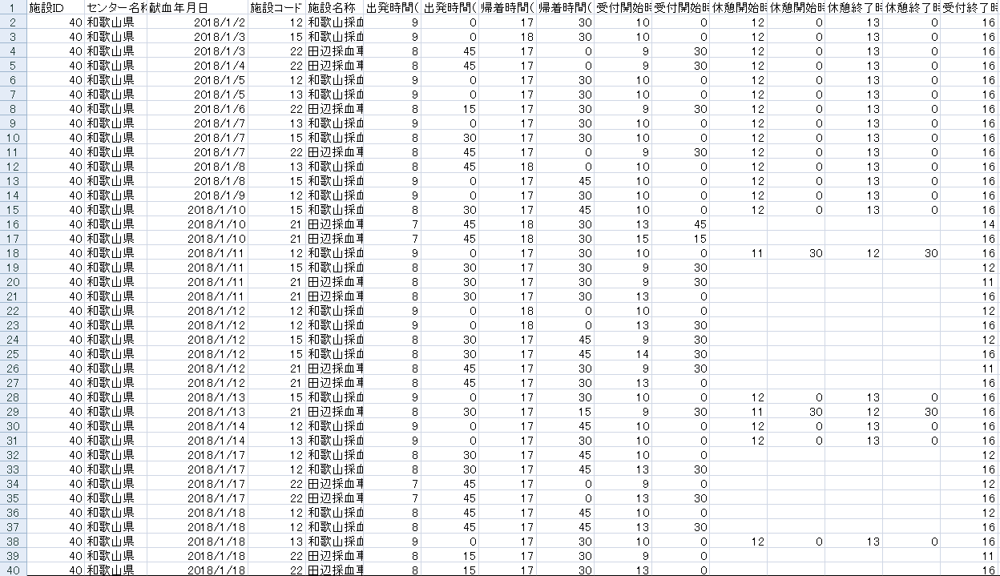 1 施設ID センター名称 献血年月日 施設コード 施設名称 出発時間( 出発時間( 帰着時間( 帰着時間( 受付開始時 受付開始時 休憩開始時 休憩開始時 休憩終了時 休憩終了時 受付終了時
2 40 和歌山県 2018/1/2 12 和歌山採血 9 0 17 30 10 0 12 0 13 0 16
3 40 和歌山県 2018/1/3 15 和歌山採血 9 0 18 30 10 0 12 0 13 0 16
4 40 和歌山県 2018/1/3 22 田辺採血車 8 45 17 0 9 30 12 0 13 0 16
5 40 和歌山県 2018/1/4 22 田辺採血車 8 45 17 0 9 30 12 0 13 0 16
6 40 和歌山県 2018/1/5 12 和歌山採血 9 0 17 30 10 0 12 0 13 0 16
7 40 和歌山県 2018/1/5 13 和歌山採血 9 0 17 30 10 0 12 0 13 0 16
8 40 和歌山県 2018/1/6 22 田辺採血車 8 15 17 30 9 30 12 0 13 0 16
9 40 和歌山県 2018/1/7 13 和歌山採血 9 0 17 30 10 0 12 0 13 0 16
10 40 和歌山県 2018/1/7 15 和歌山採血 8 30 17 30 10 0 12 0 13 0 16
11 40 和歌山県 2018/1/7 22 田辺採血車 8 45 17 0 9 30 12 0 13 0 16
12 40 和歌山県 2018/1/8 13 和歌山採血 8 45 18 0 10 0 12 0 13 0 16
13 40 和歌山県 2018/1/8 15 和歌山採血 9 0 17 45 10 0 12 0 13 0 16
14 40 和歌山県 2018/1/9 12 和歌山採血 9 0 17 30 10 0 12 0 13 0 16
15 40 和歌山県 2018/1/10 15 和歌山採血 8 30 17 45 10 0 12 0 13 0 16
16 40 和歌山県 2018/1/10 21 田辺採血車 7 45 18 30 13 45 14
17 40 和歌山県 2018/1/10 21 田辺採血車 7 45 18 30 15 15 16
18 40 和歌山県 2018/1/11 12 和歌山採血 9 0 17 30 10 0 11 30 12 30 16
19 40 和歌山県 2018/1/11 15 和歌山採血 8 30 17 30 9 30 12
20 40 和歌山県 2018/1/11 21 田辺採血車 8 30 17 30 9 30 11
21 40 和歌山県 2018/1/11 21 田辺採血車 8 30 17 30 13 0 16
22 40 和歌山県 2018/1/12 12 和歌山採血 9 0 18 0 10 0 12
23 40 和歌山県 2018/1/12 12 和歌山採血 9 0 18 0 13 30 16
24 40 和歌山県 2018/1/12 15 和歌山採血 8 30 17 45 9 30 12
25 40 和歌山県 2018/1/12 15 和歌山採血 8 30 17 45 14 30 16
26 40 和歌山県 2018/1/12 21 田辺採血車 8 45 17 30 9 30 11
27 40 和歌山県 2018/1/12 21 田辺採血車 8 45 17 30 13 0 16
28 40 和歌山県 2018/1/13 15 和歌山採血 9 0 17 30 10 0 12 0 13 0 16
29 40 和歌山県 2018/1/13 21 田辺採血車 8 30 17 15 9 30 11 30 12 30 16
30 40 和歌山県 2018/1/14 12 和歌山採血 9 0 17 45 10 0 12 0 13 0 16
31 40 和歌山県 2018/1/14 13 和歌山採血 9 0 17 30 10 0 12 0 13 0 16
32 40 和歌山県 2018/1/17 12 和歌山採血 8 30 17 45 10 0 12
33 40 和歌山県 2018/1/17 12 和歌山採血 8 30 17 45 13 30 16
34 40 和歌山県 2018/1/17 22 田辺採血車 7 45 17 0 9 0 12
35 40 和歌山県 2018/1/17 22 田辺採血車 7 45 17 0 13 30 16
36 40 和歌山県 2018/1/18 12 和歌山採血 8 45 17 45 10 0 12
37 40 和歌山県 2018/1/18 12 和歌山採血 8 45 17 45 13 30 16
38 40 和歌山県 2018/1/18 13 和歌山採血 9 0 17 30 10 0 12 0 13 0 16
39 40 和歌山県 2018/1/18 22 田辺採血車 8 15 17 30 9 0 11
40 40 和歌山県 2018/1/18 22 田辺採血車 8 15 17 30 13 0 16